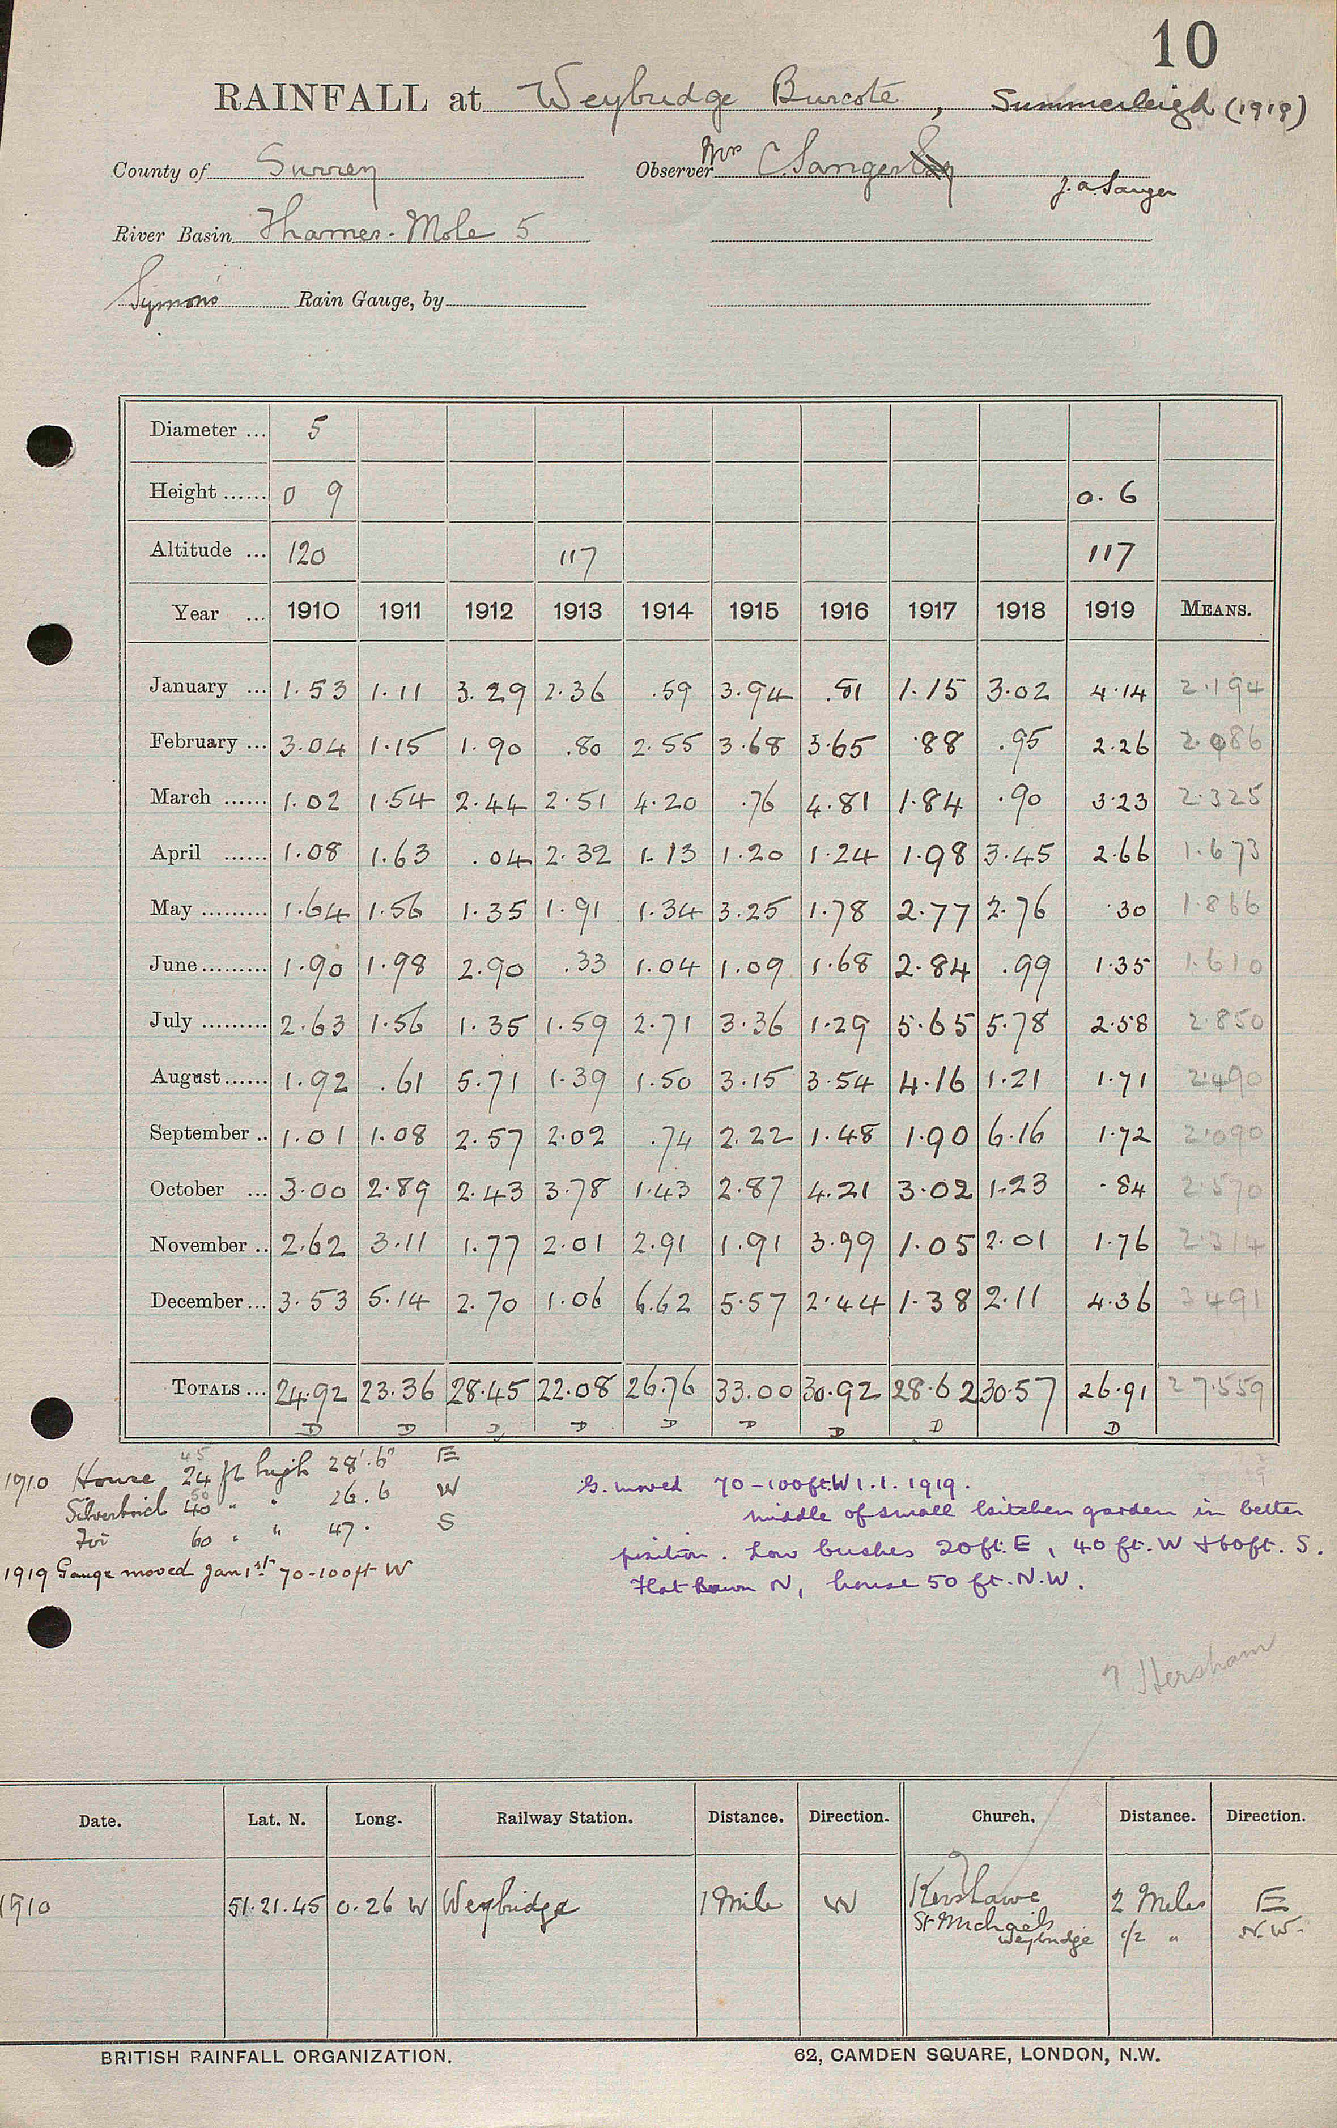 10
RAINFALL at Weybridge Burcote, Summerleigh (1919)
County of Surrey Observer Mrs C. Sanger
J. A. Sanger
River Basin Thames - Mole 5
Symons Rain Gauge, by
Diameter ... 5
Height ...... 0 9 0.6
Altitude ... 120 117 117
Year ... 1910 1911 1912 1913 1914 1915 1916 1917 1918 1919 MEANS.
January ... 1.53 1.11 3.29 2.36 .59 3.94 .51 1.15 3.02 4.14 2.194
February ... 3.04 1.15 1.90 .80 2.55 3.68 3.65 .88 .95 2.26 2.086
March ...... 1.02 1.54 2.44 2.51 4.20 .76 4.81 1.84 .90 3.23 2.325
April ...... 1.08 1.63 .04 2.32 1.13 1.20 1.24 1.98 3.45 2.66 1.673
May ......... 1.64 1.56 1.35 1.91 1.34 3.25 1.78 2.77 2.76 .30 1.866
June ......... 1.90 1.98 2.90 .33 1.04 1.09 1.68 2.84 .99 1.35 1.610
July ......... 2.63 1.56 1.35 1.59 2.71 3.36 1.29 5.65 5.78 2.58 2.850
August ...... 1.92 .61 5.71 1.39 1.50 3.15 3.54 4.16 1.21 1.71 2.490
September .. 1.01 1.08 2.57 2.02 .74 2.22 1.48 1.90 6.16 1.72 2.090
October ... 3.00 2.89 2.43 3.78 1.43 2.87 4.21 3.02 1.23 .84 2.570
November .. 2.62 3.11 1.77 2.01 2.91 1.91 3.99 1.05 2.01 1.76 2.314
December ... 3.53 5.14 2.70 1.06 6.62 5.57 2.44 1.38 2.11 4.36 3.491
TOTALS ... 24.92 23.36 28.45 22.08 26.76 33.00 30.92 28.62 30.57 26.91 27.559
D D D D D D D D D
45
1910 House 24 ft high 28'.6" E
50
Silverbirch 40 " " 26.6 W
Fir 60 " " 47. S
1919 Gauge moved Jan 1st 70-100ft W
G. moved 70-100ft W 1.1.1919.
middle of small kitchen garden in better
position. Low bushes 20ft. E, 40 ft. W & 60ft. S.
Flat N, house 50 ft. N.W.
? Hersham
Date. Lat. N. Long. Railway Station. Distance. Direction. Church. Distance. Direction.
1910 51.21.45 0.26 W Weybridge 1 Mile W Kershawe 2 Miles E
St Michaels Weybridge 1/2 " N.W.
BRITISH RAINFALL ORGANIZATION. 62, CAMDEN SQUARE, LONDON, N.W.